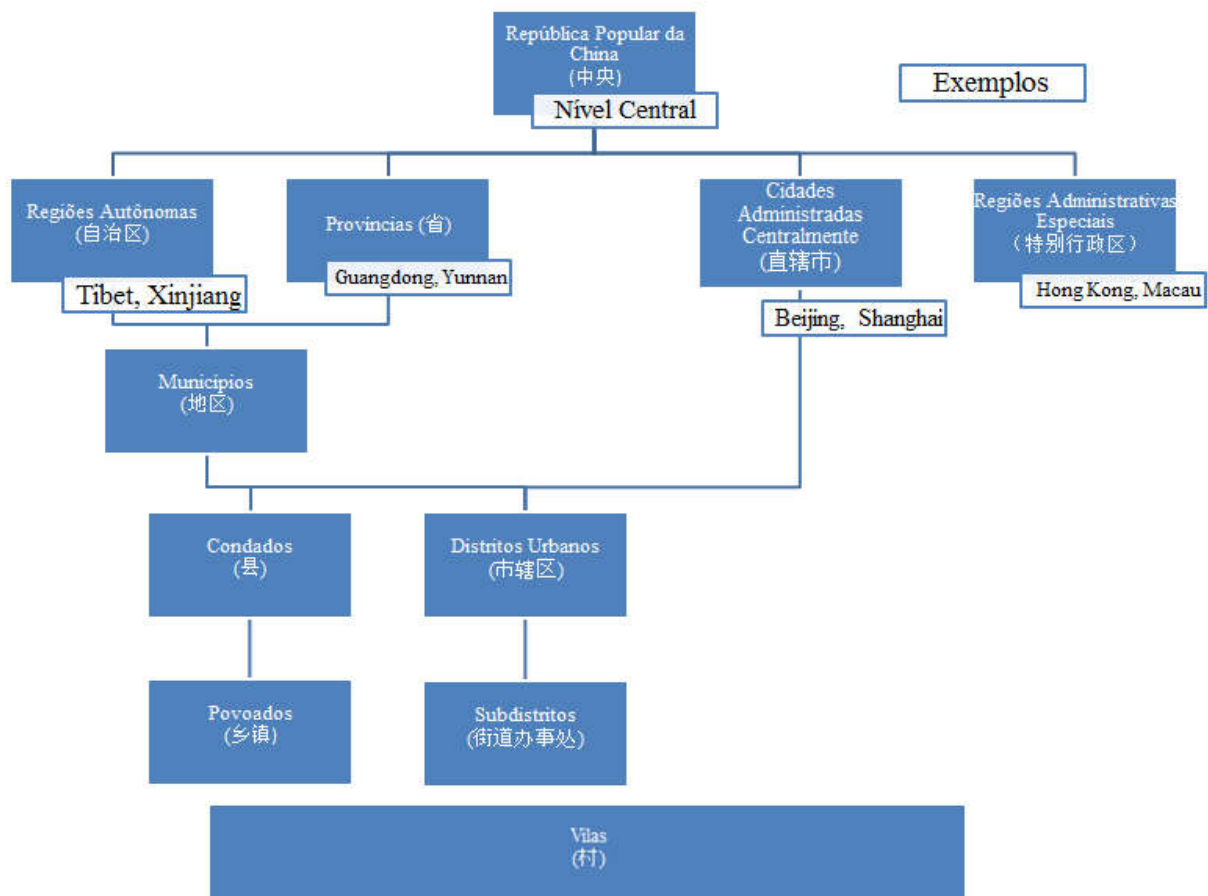 República Popular da
China
(中央)
Nível Central
Exemplos
Regiões Autônomas
(自治区)
Tibet, Xinjiang
Provincias (省)
Guangdong, Yunnan
Cidades
Administradas
Centralmente
(直辖市)
Beijing, Shanghai
Regiões Administrativas
Especiais
（特别行政区）
Hong Kong, Macau
Municípios
(地区)
Condados
(县)
Distritos Urbanos
(市辖区)
Povoados
(乡镇)
Subdistritos
(街道办事处)
Vilas
(村)